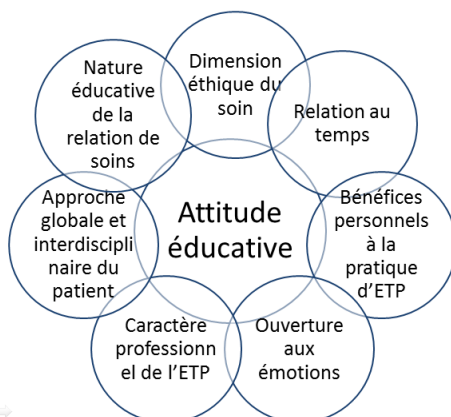 Dimension
éthique du
soin
Relation au
temps
Bénéfices
personnels
à la
pratique
d'ETP
Ouverture
aux
émotions
Caractère
professionn
el de l'ETP
Approche
globale et
interdiscipli
naire du
patient
Nature
éducative
de la
relation de
soins
Attitude
éducative